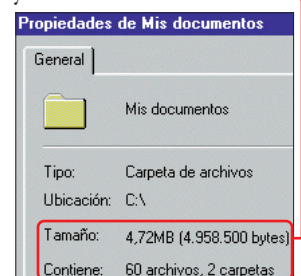 Propiedades de Mis documentos
General
Mis documentos
Tipo: Carpeta de archivos
Ubicación: C:\
Tamaño: 4,72MB (4.958.500 bytes)
Contiene: 60 archivos, 2 carpetas